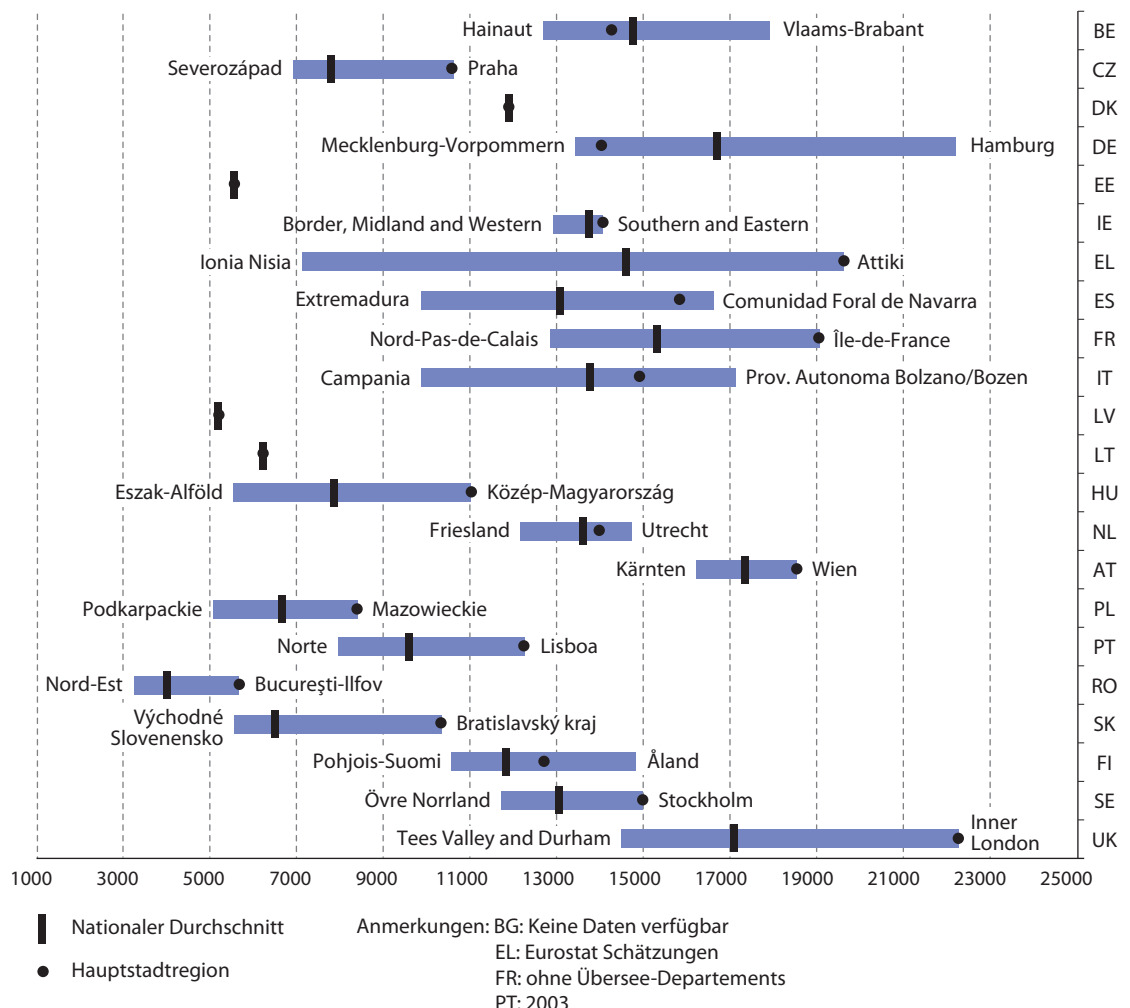 Hainaut Vlaams-Brabant BE
Severozápad Praha CZ
DK
Mecklenburg-Vorpommern Hamburg DE
EE
Border, Midland and Western Southern and Eastern IE
Ionia Nisia Attiki EL
Extremadura Comunidad Foral de Navarra ES
Nord-Pas-de-Calais Île-de-France FR
Campania Prov. Autonoma Bolzano/Bozen IT
LV
LT
Eszak-Alföld Közép-Magyarország HU
Friesland Utrecht NL
Kärnten Wien AT
Podkarpackie Mazowieckie PL
Norte Lisboa PT
Nord-Est Bucureşti-Ilfov RO
Východné
Slovenensko Bratislavský kraj SK
Pohjois-Suomi Åland FI
Övre Norrland Stockholm SE
Tees Valley and Durham Inner
London UK
1000 3000 5000 7000 9000 11000 13000 15000 17000 19000 21000 23000 25000
Nationaler Durchschnitt
Hauptstadtregion
Anmerkungen: BG: Keine Daten verfügbar
EL: Eurostat Schätzungen
FR: ohne Übersee-Departements
PT: 2003